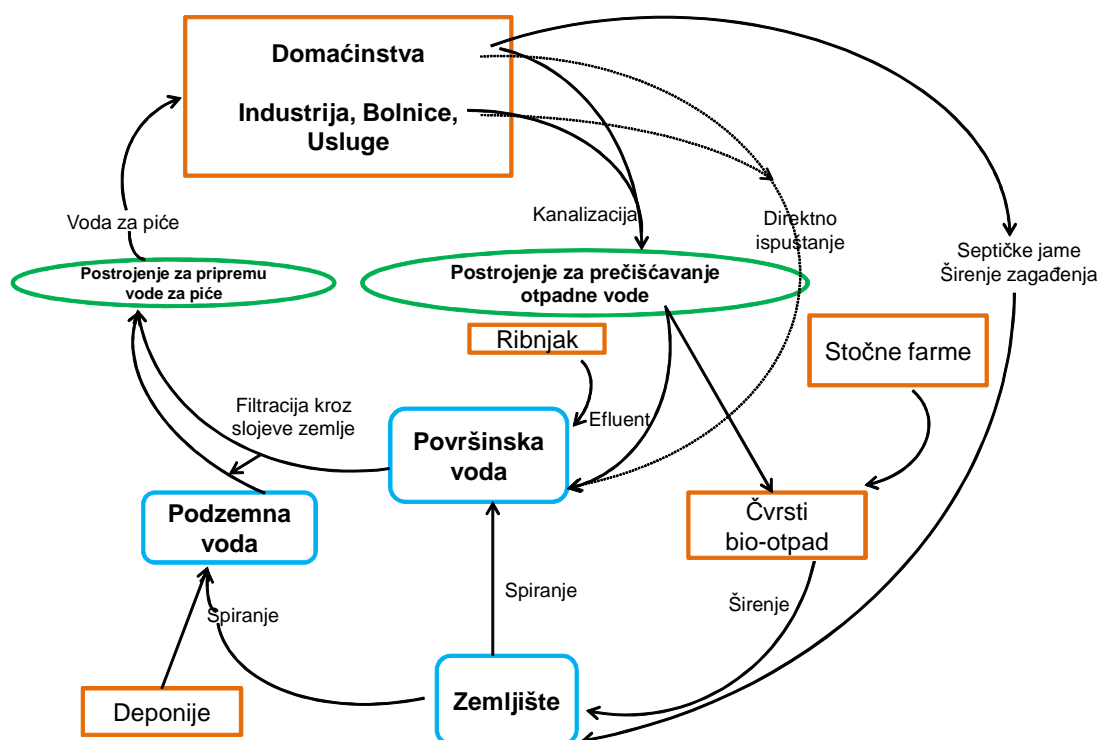 Domaćinstva
Industrija, Bolnice,
Usluge
Voda za piće
Kanalizacija
Direktno
ispuštanje
Septičke jame
Širenje zagađenja
Postrojenje za pripremu
vode za piće
Postrojenje za prečišćavanje
otpadne vode
Ribnjak
Stočne farme
Filtracija kroz
slojeve zemlje
Efluent
Površinska
voda
Podzemna
voda
Čvrsti
bio-otpad
Spiranje
Spiranje
Širenje
Deponije
Zemljište